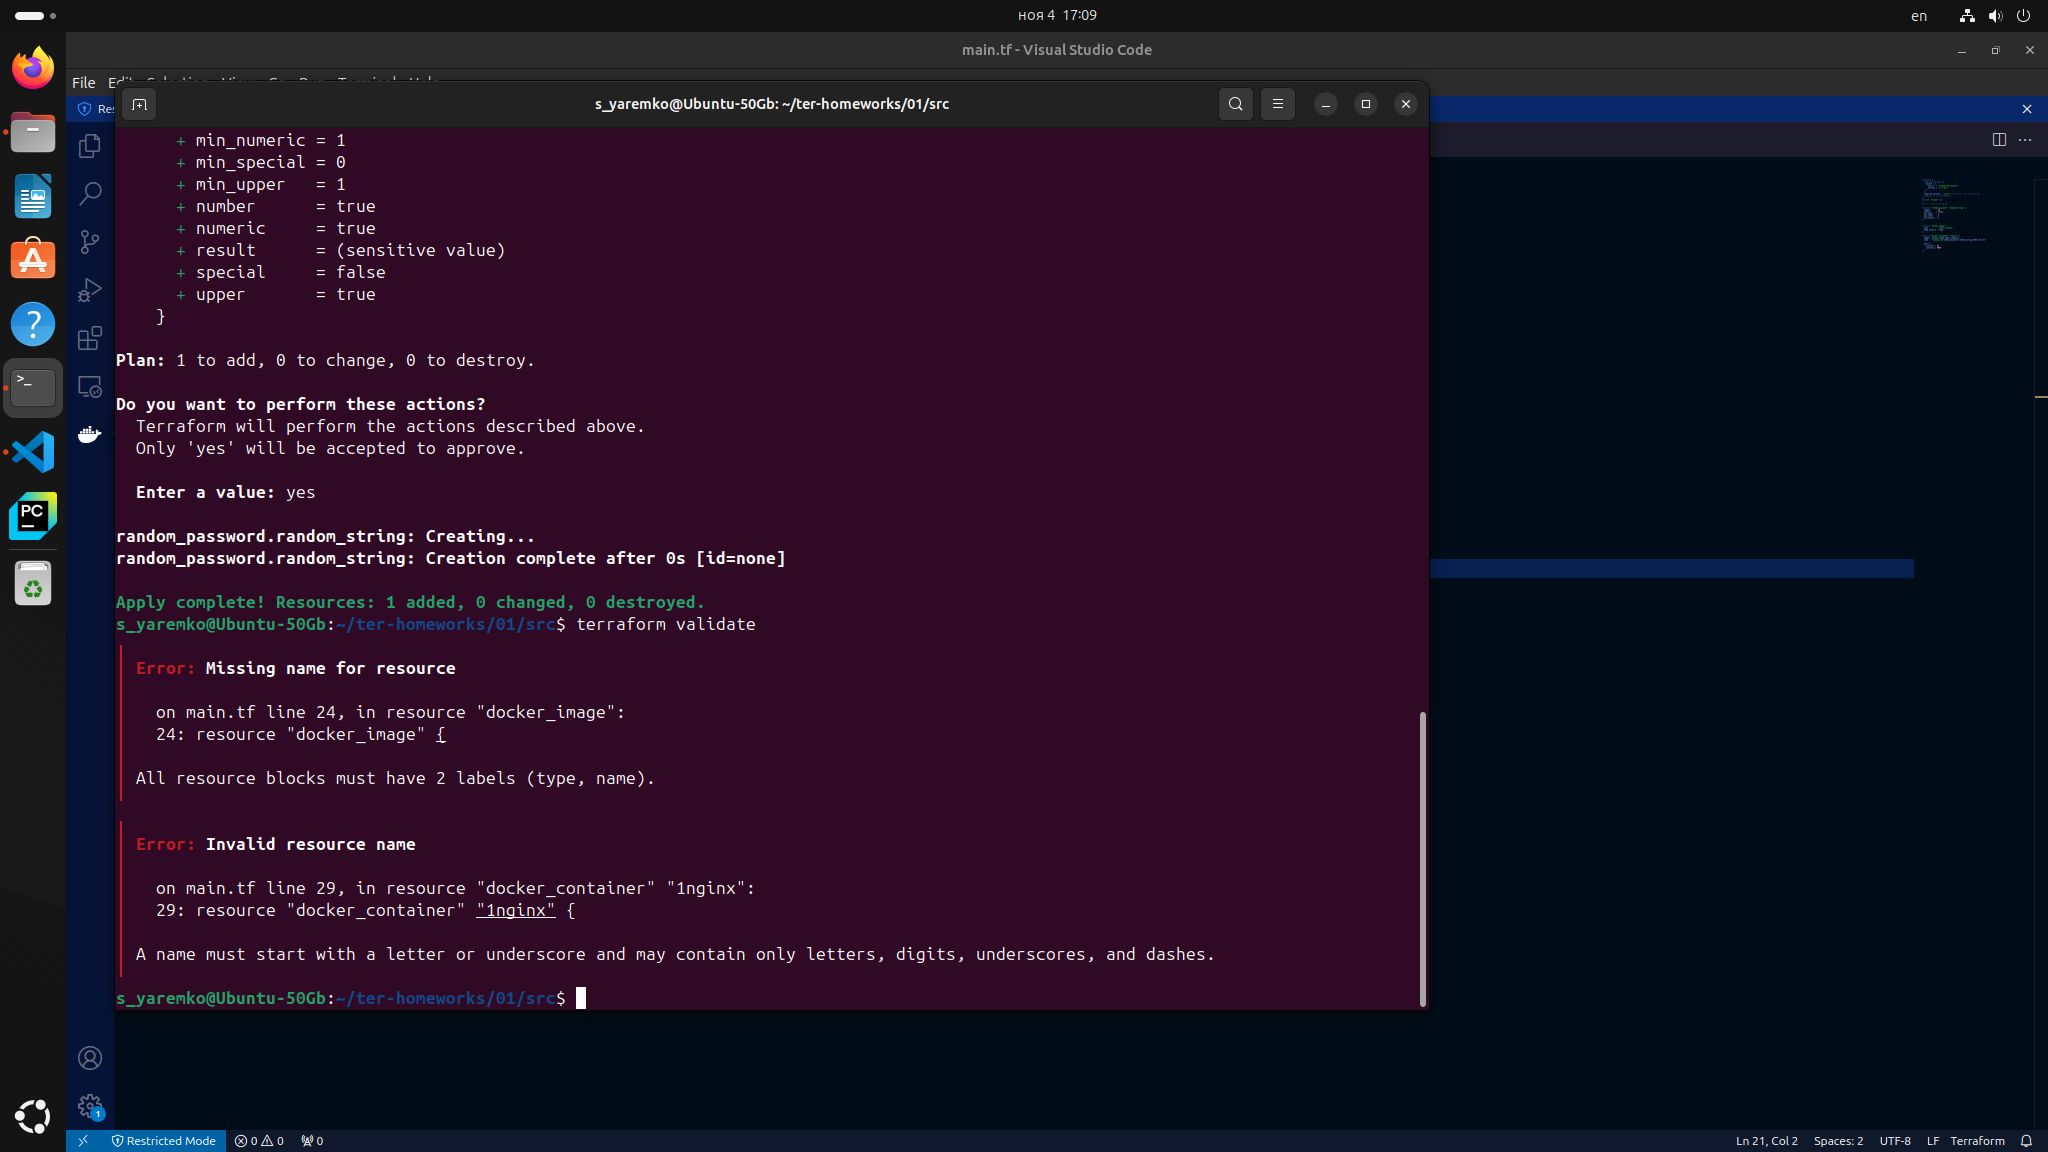 ноя 4 17:09
en
main.tf - Visual Studio Code
File
s_yaremko@Ubuntu-50Gb: ~/ter-homeworks/01/src
+ min_numeric = 1
+ min_special = 0
+ min_upper   = 1
+ number      = true
+ numeric     = true
+ result      = (sensitive value)
+ special     = false
+ upper       = true
}
Plan: 1 to add, 0 to change, 0 to destroy.
Do you want to perform these actions?
Terraform will perform the actions described above.
Only 'yes' will be accepted to approve.
Enter a value: yes
random_password.random_string: Creating...
random_password.random_string: Creation complete after 0s [id=none]
Apply complete! Resources: 1 added, 0 changed, 0 destroyed.
s_yaremko@Ubuntu-50Gb:~/ter-homeworks/01/src$ terraform validate
Error: Missing name for resource
on main.tf line 24, in resource "docker_image":
24: resource "docker_image" {
All resource blocks must have 2 labels (type, name).
Error: Invalid resource name
on main.tf line 29, in resource "docker_container" "1nginx":
29: resource "docker_container" "1nginx" {
A name must start with a letter or underscore and may contain only letters, digits, underscores, and dashes.
s_yaremko@Ubuntu-50Gb:~/ter-homeworks/01/src$
PC
1
Restricted Mode
0
0
0
Ln 21, Col 2
Spaces: 2
UTF-8
LF
Terraform